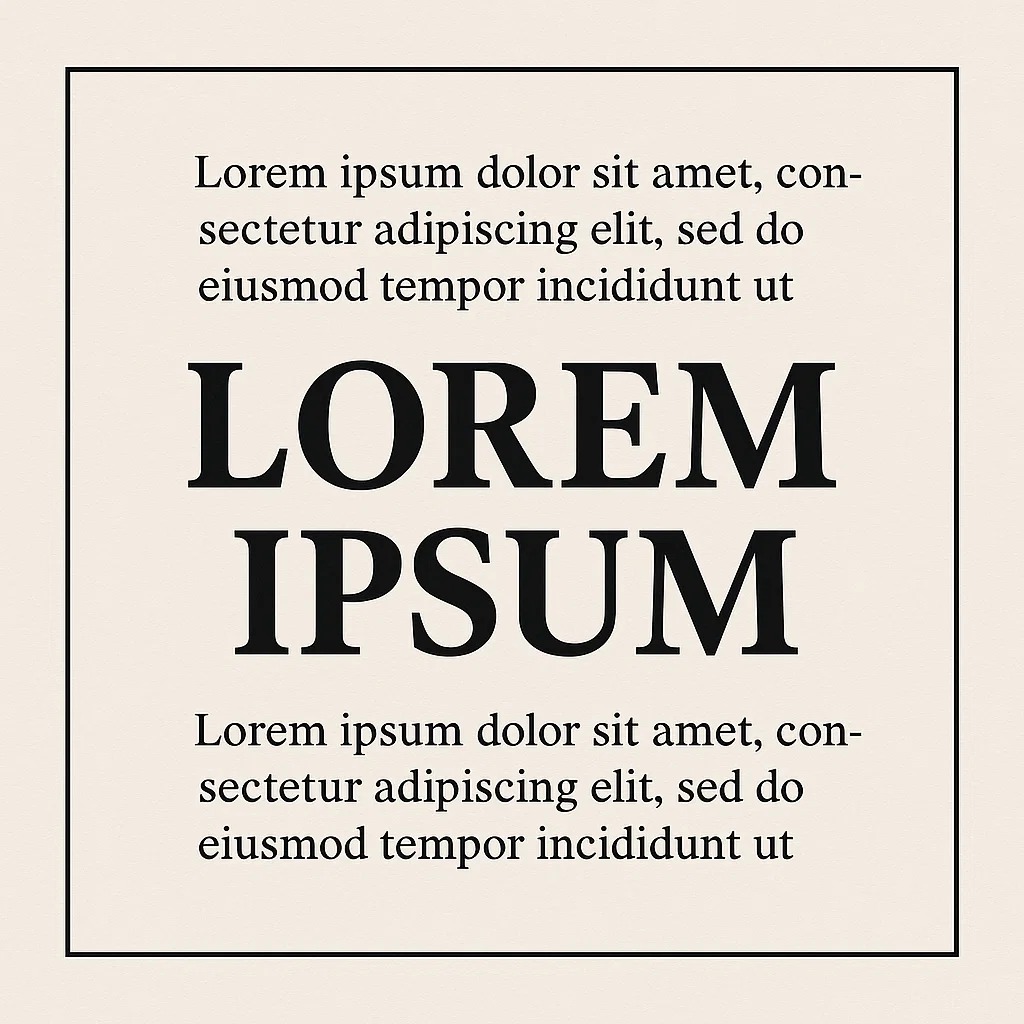 Lorem ipsum dolor sit amet, con-
sectetur adipiscing elit, sed do
eiusmod tempor incididunt ut
LOREM
IPSUM
Lorem ipsum dolor sit amet, con-
sectetur adipiscing elit, sed do
eiusmod tempor incididunt ut